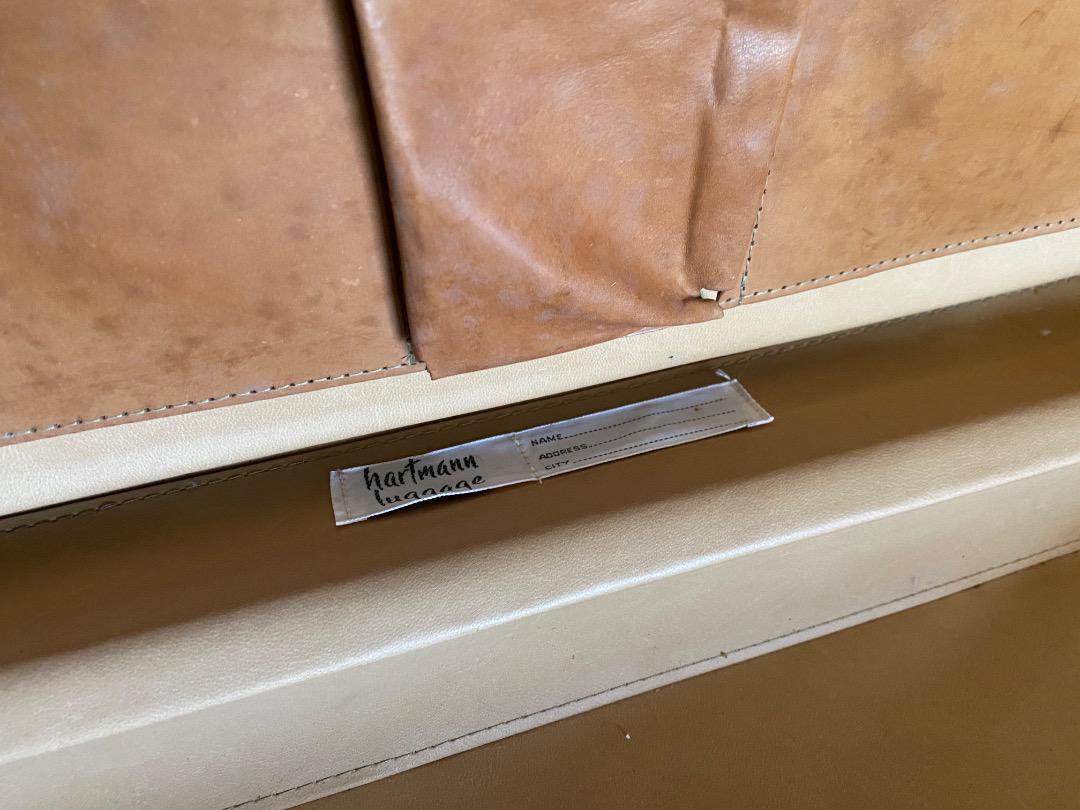 hartmann
luggage
NAME
ADDRESS
CITY